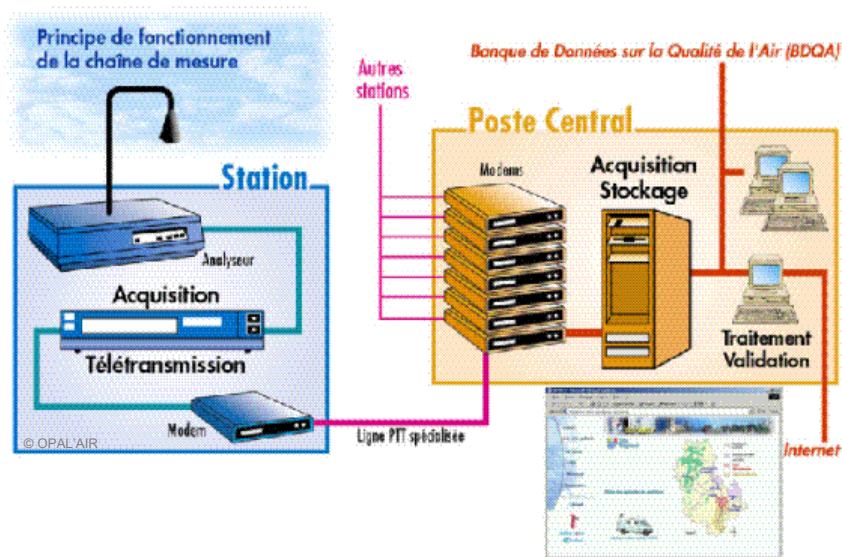 Principe de fonctionnement
de la chaîne de mesure
Autres
stations
Banque de Données sur la Qualité de l'Air (BDQA)
Poste Central
Station
Modems
Acquisition
Stockage
Analyseur
Acquisition
Télétransmission
Traitement
Validation
Modem
© OPAL'AIR
Ligne PTT spécialisée
Internet